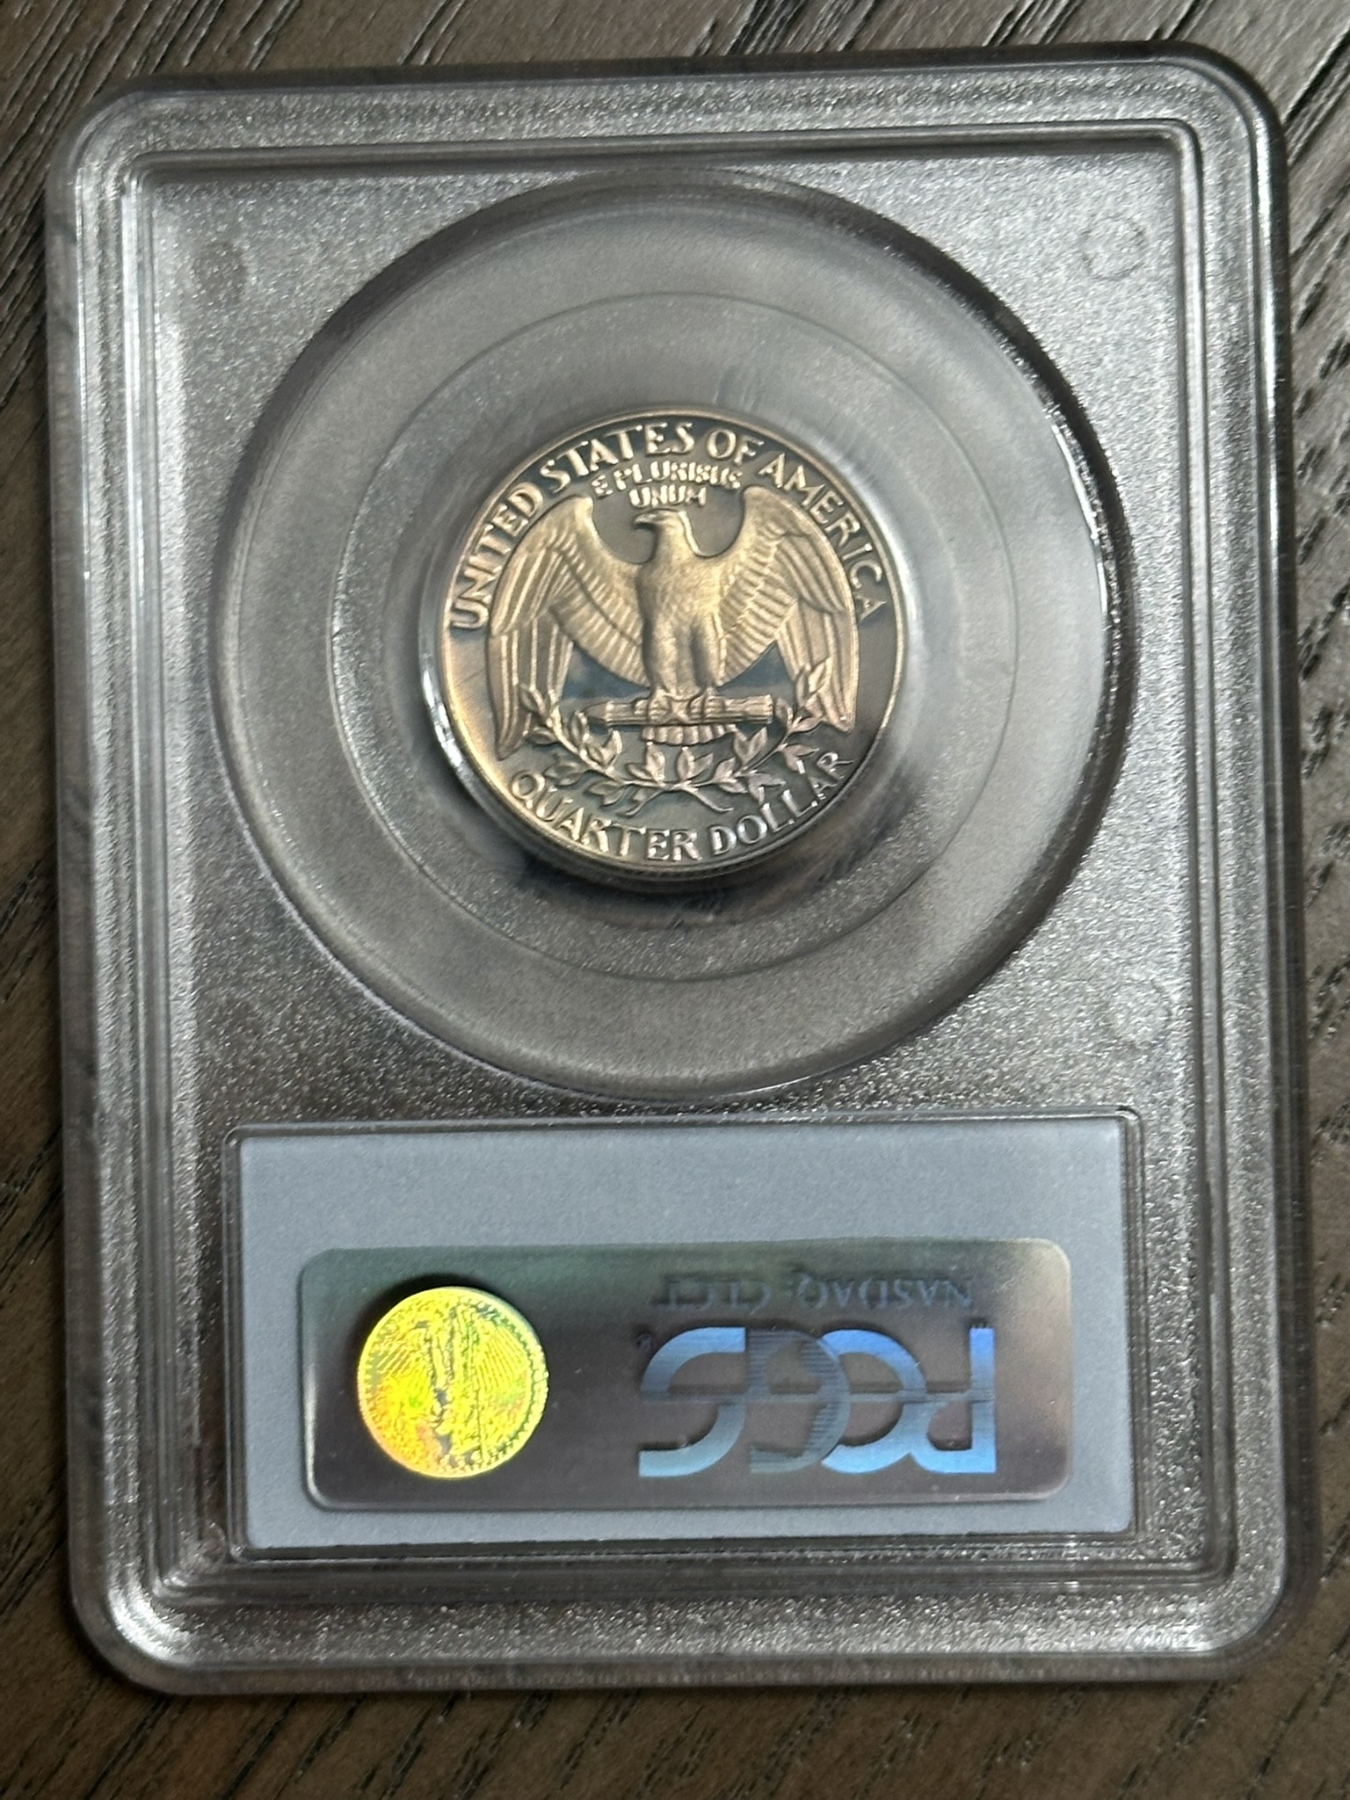 UNITED STATES OF AMERICA
E PLURIBUS
UNUM
QUARTER DOLLAR
PCGS
NASDAQ: CLCT